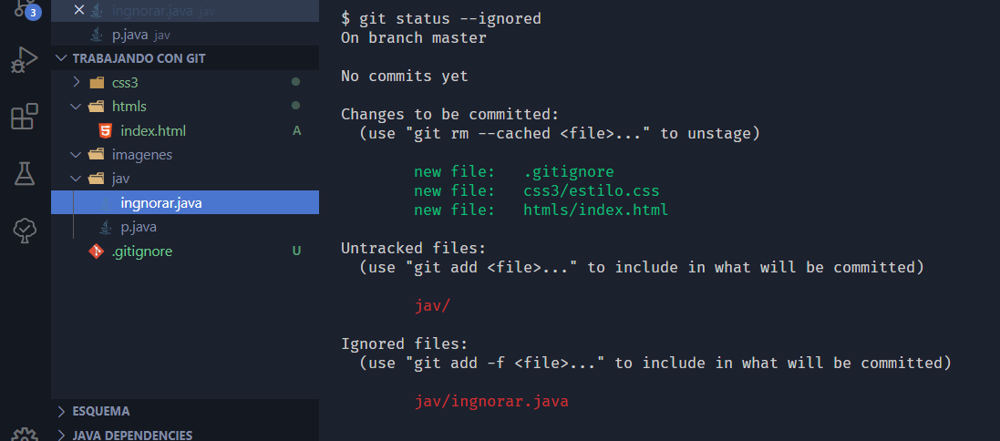 3
ingnorar.java jav
p.java jav
TRABAJANDO CON GIT
css3
htmls
index.html A
imagenes
jav
ingnorar.java
p.java
.gitignore U
ESQUEMA
JAVA DEPENDENCIES
$ git status --ignored
On branch master
No commits yet
Changes to be committed:
(use "git rm --cached <file>..." to unstage)
new file: .gitignore
new file: css3/estilo.css
new file: htmls/index.html
Untracked files:
(use "git add <file>..." to include in what will be committed)
jav/
Ignored files:
(use "git add -f <file>..." to include in what will be committed)
jav/ingnorar.java